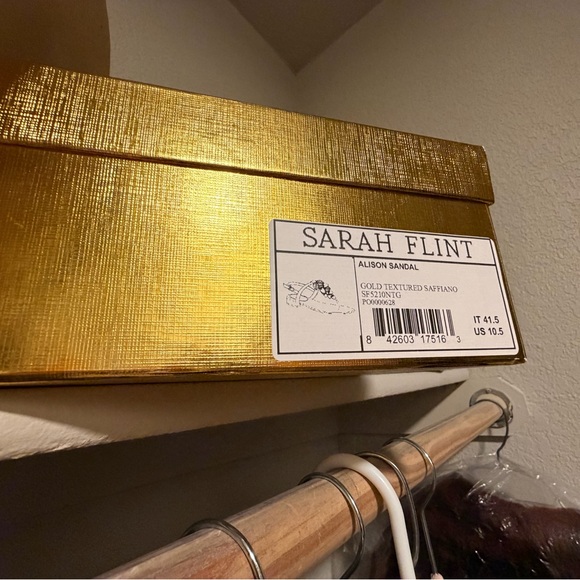 SARAH FLINT
ALISON SANDAL
GOLD TEXTURED SAFFIANO
SF5210NTG
PO0000628
IT 41.5
US 10.5
8 42603 17516 3